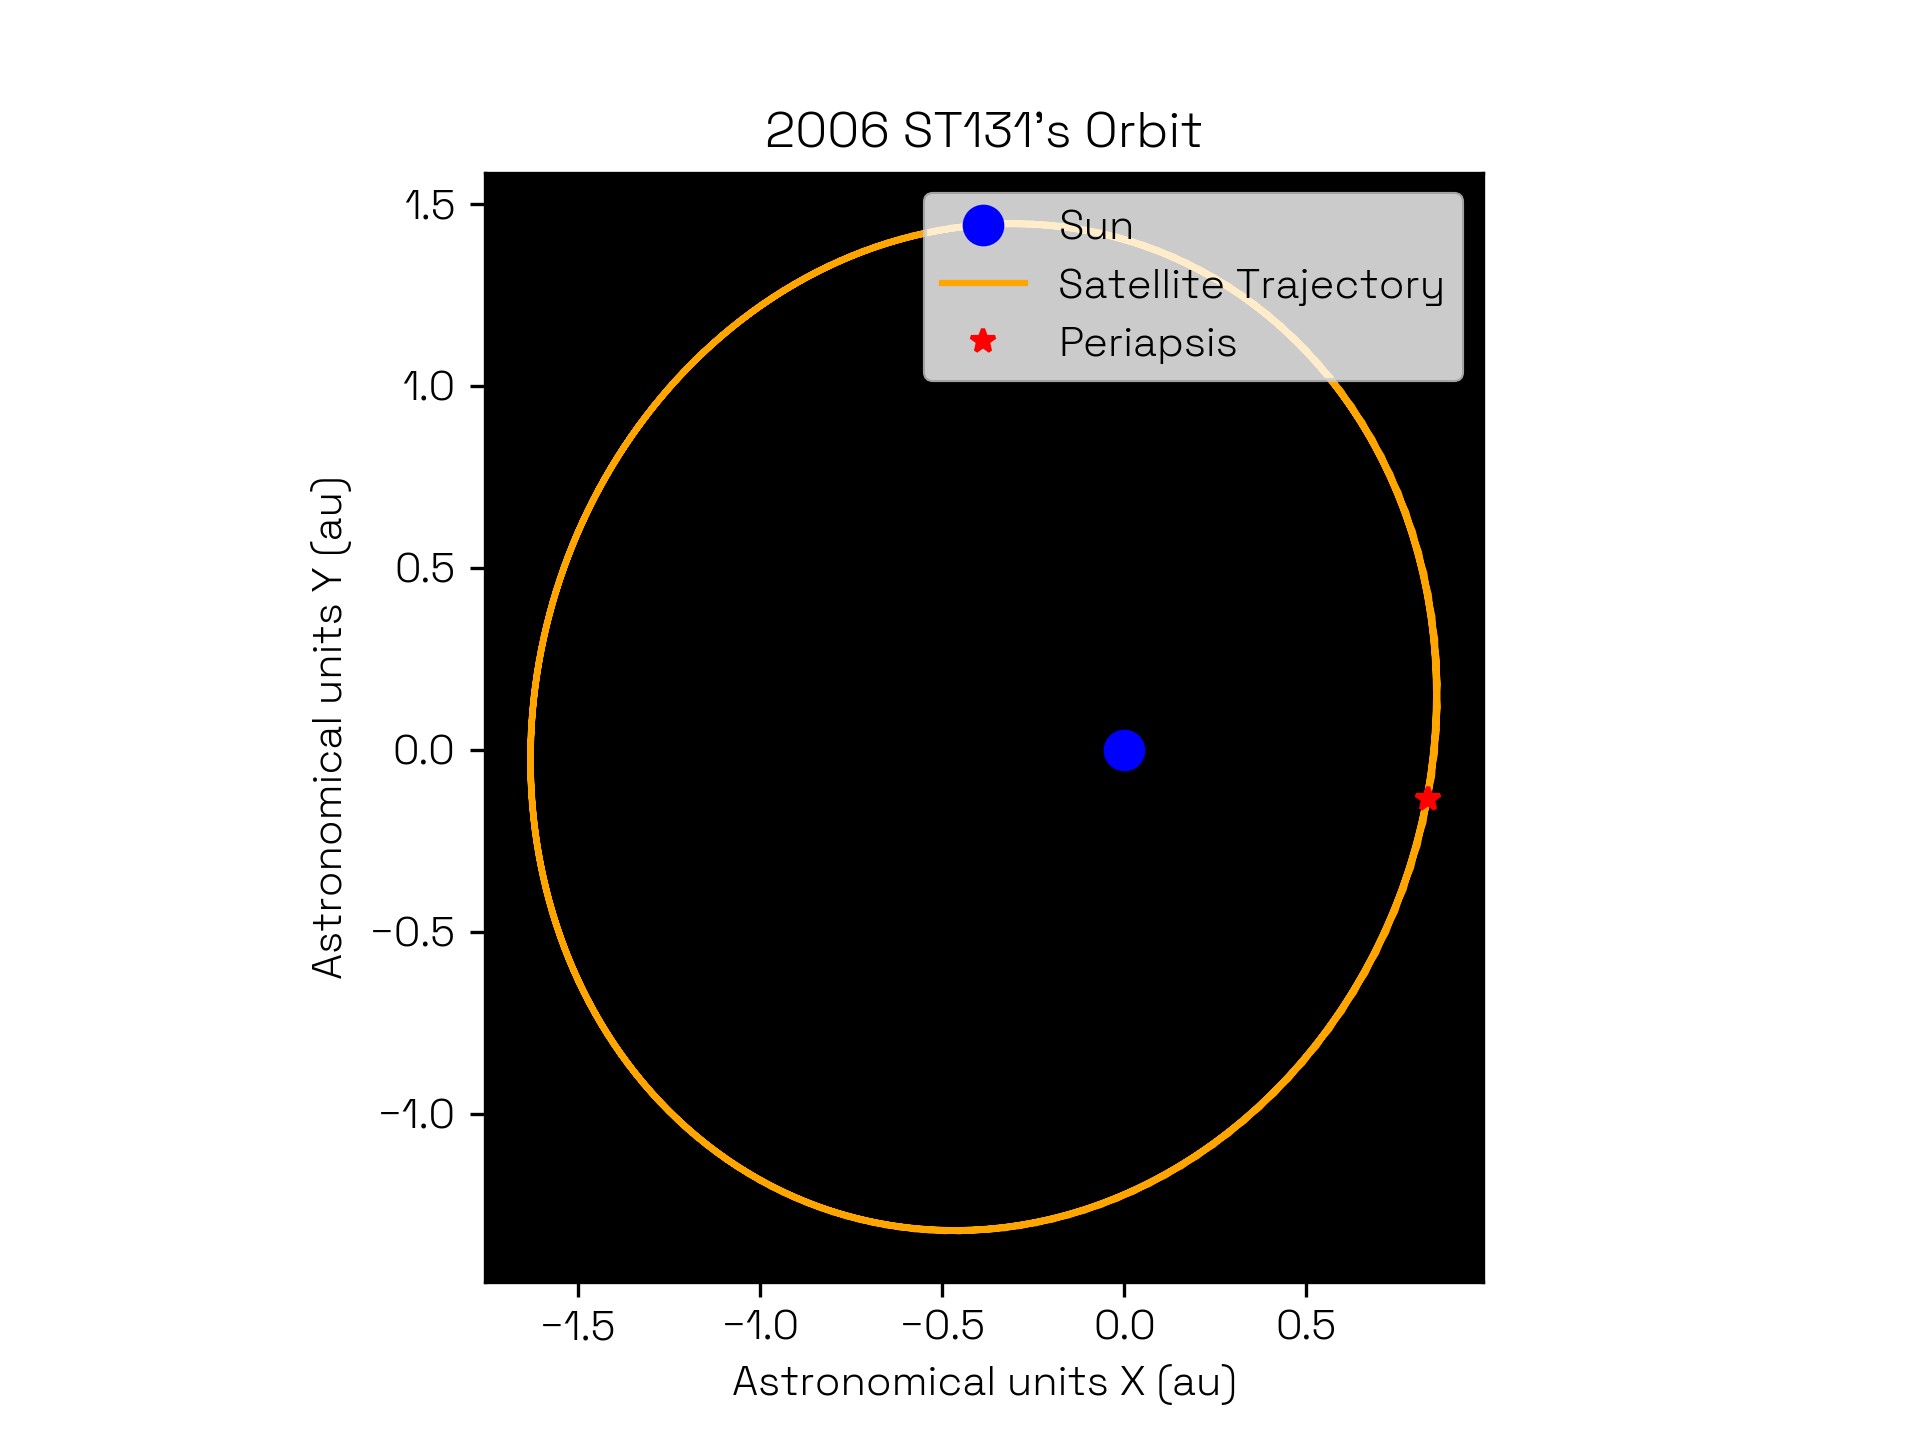 2006 ST131's Orbit
Sun
Satellite Trajectory
Periapsis
1.5
1.0
0.5
0.0
−0.5
−1.0
Astronomical units Y (au)
−1.5
−1.0
−0.5
0.0
0.5
Astronomical units X (au)